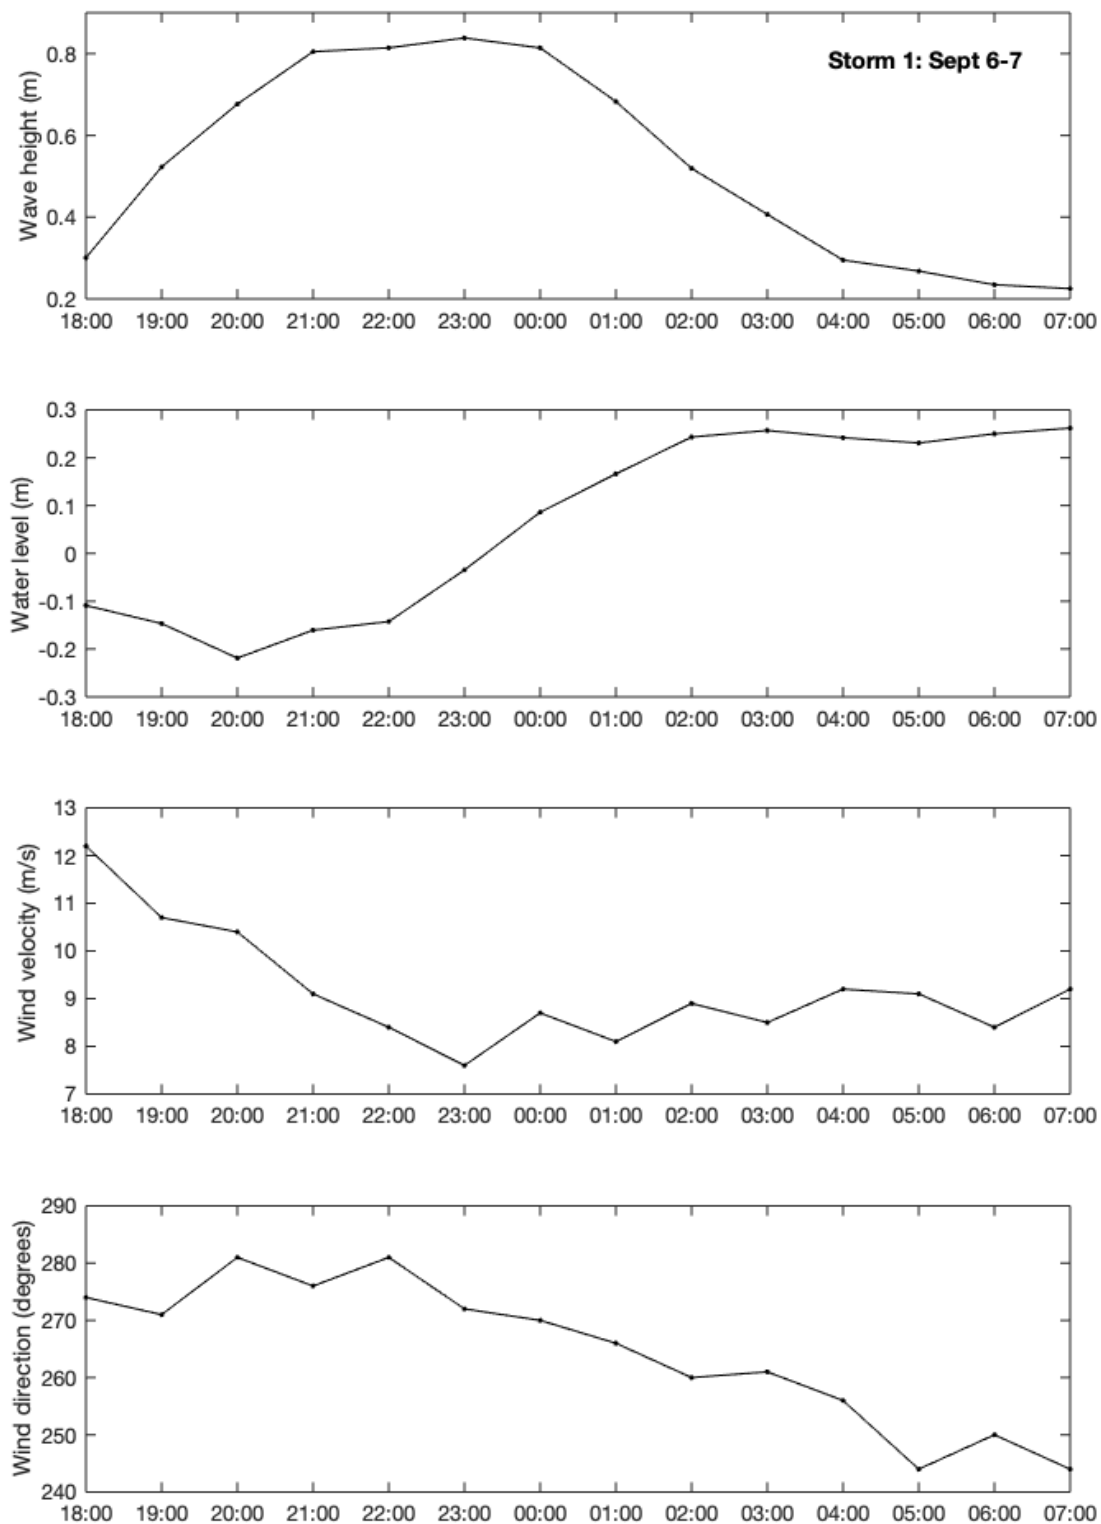 Storm 1: Sept 6-7
Wave height (m)
0.8
0.6
0.4
0.2
18:00 19:00 20:00 21:00 22:00 23:00 00:00 01:00 02:00 03:00 04:00 05:00 06:00 07:00
Water level (m)
0.3
0.2
0.1
0
-0.1
-0.2
-0.3
18:00 19:00 20:00 21:00 22:00 23:00 00:00 01:00 02:00 03:00 04:00 05:00 06:00 07:00
Wind velocity (m/s)
13
12
11
10
9
8
7
18:00 19:00 20:00 21:00 22:00 23:00 00:00 01:00 02:00 03:00 04:00 05:00 06:00 07:00
Wind direction (degrees)
290
280
270
260
250
240
18:00 19:00 20:00 21:00 22:00 23:00 00:00 01:00 02:00 03:00 04:00 05:00 06:00 07:00